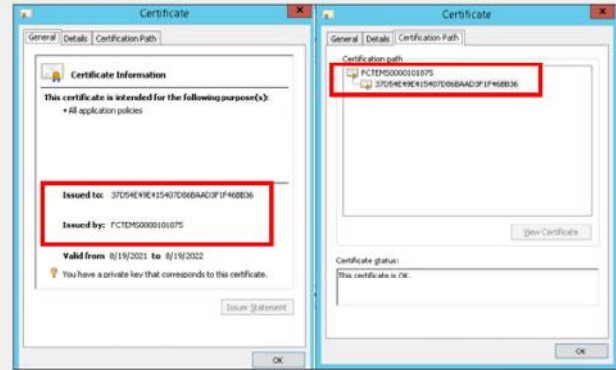 Certificate
General Details Certification Path
Certificate Information
This certificate is intended for the following purpose(s):
• All application policies
Issued to: 37D54E49E415407D86BAAD3F1F46BB36
Issued by: FCTEMS0000101075
Valid from 8/19/2021 to 8/19/2022
You have a private key that corresponds to this certificate.
Issuer Statement
OK
Certificate
General Details Certification Path
Certification path
FCTEMS0000101075
37D54E49E415407D86BAAD3F1F46BB36
View Certificate
Certificate status:
This certificate is OK.
OK